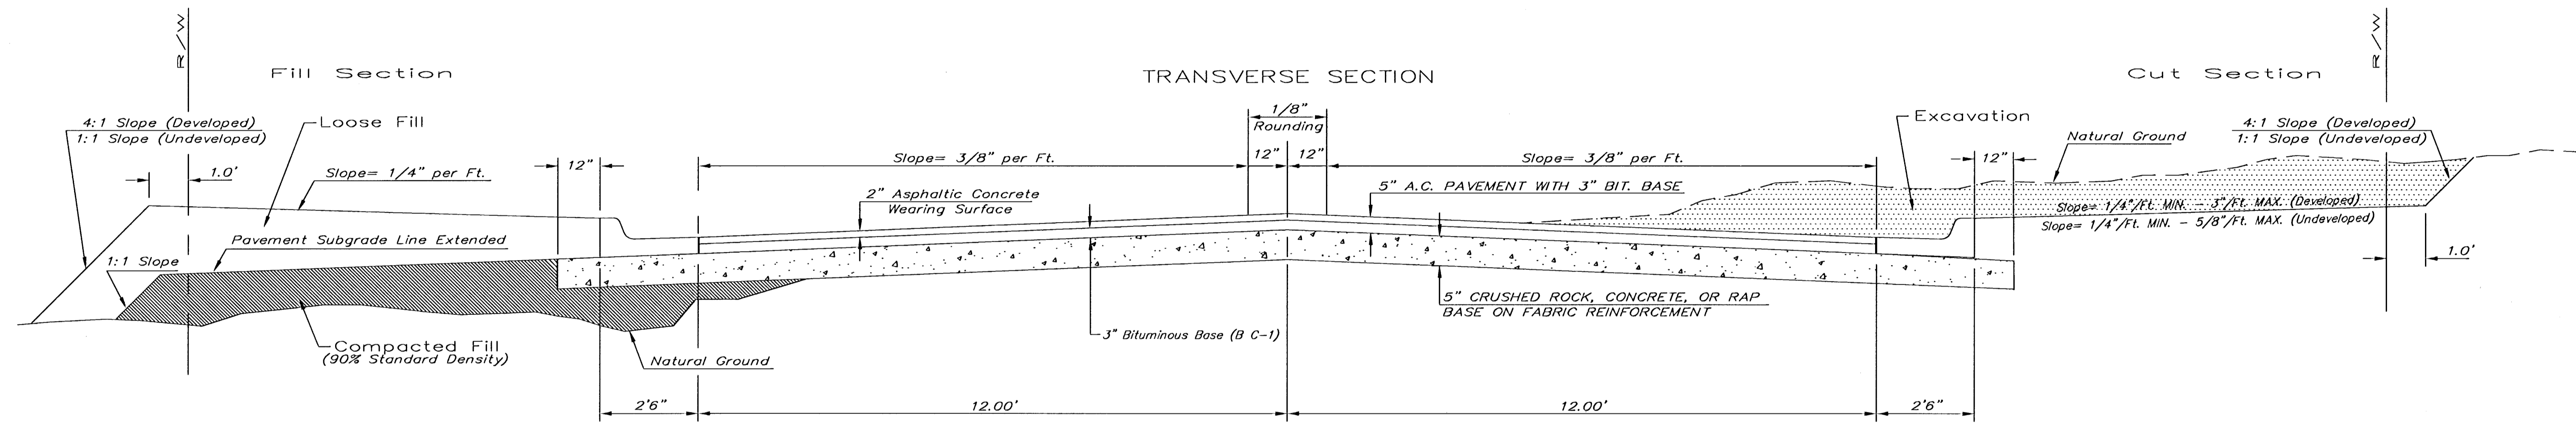 R/W
R/W
Fill Section
TRANSVERSE SECTION
Cut Section
4:1 Slope (Developed)
1:1 Slope (Undeveloped)
Loose Fill
1/8"
Rounding
Excavation
Natural Ground
4:1 Slope (Developed)
1:1 Slope (Undeveloped)
1.0'
Slope= 1/4" per Ft.
12"
Slope= 3/8" per Ft.
12"
12"
Slope= 3/8" per Ft.
12"
2" Asphaltic Concrete
Wearing Surface
5" A.C. PAVEMENT WITH 3" BIT. BASE
Slope= 1/4"/Ft. MIN. - 3"/Ft. MAX. (Developed)
Slope= 1/4"/Ft. MIN. - 5/8"/Ft. MAX. (Undeveloped)
Pavement Subgrade Line Extended
1:1 Slope
1.0'
5" CRUSHED ROCK, CONCRETE, OR RAP
BASE ON FABRIC REINFORCEMENT
3" Bituminous Base (B C-1)
Compacted Fill
(90% Standard Density)
Natural Ground
2'6"
12.00'
12.00'
2'6"